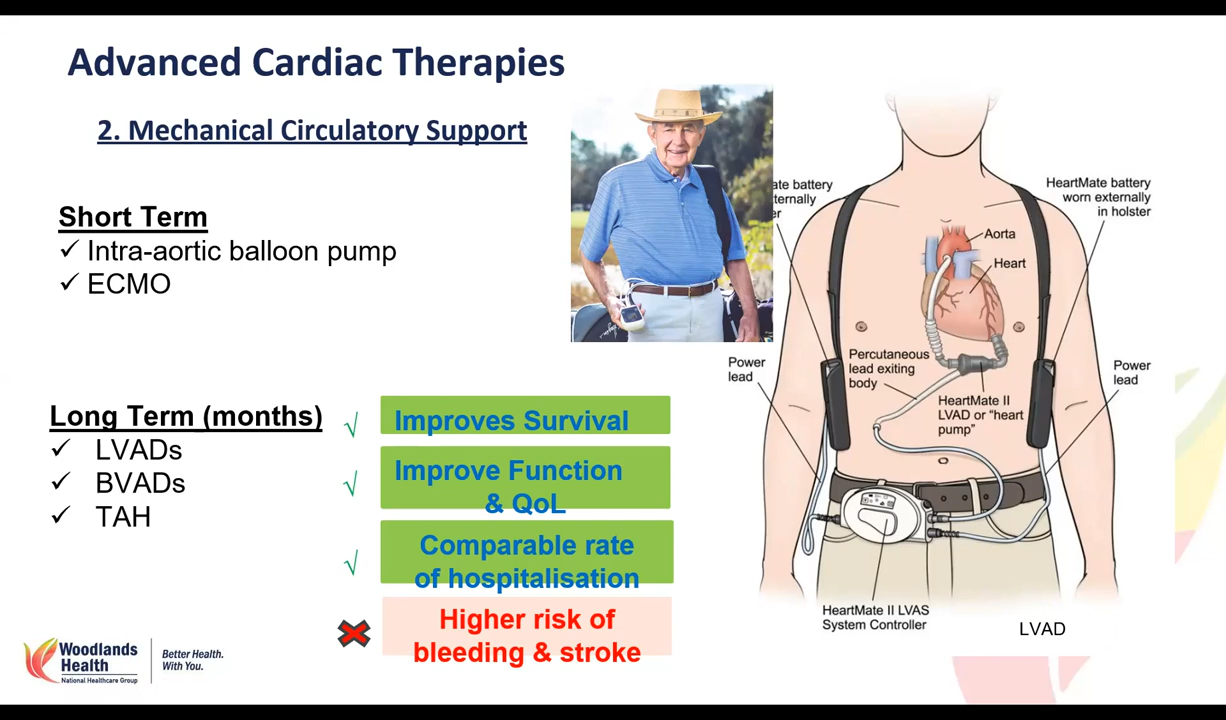 Advanced Cardiac Therapies
2. Mechanical Circulatory Support
Short Term
✓ Intra-aortic balloon pump
✓ ECMO
Long Term (months)
✓ LVADs
✓ BVADs
✓ TAH
√ Improves Survival
√ Improve Function
& QoL
√ Comparable rate
of hospitalisation
✖ Higher risk of
bleeding & stroke
ate battery
ternally
er
HeartMate battery
worn externally
in holster
Aorta
Heart
Power
lead
Percutaneous
lead exiting
body
HeartMate II
LVAD or “heart
pump”
Power
lead
HeartMate II LVAS
System Controller
LVAD
Woodlands
Health
National Healthcare Group
Better Health.
With You.